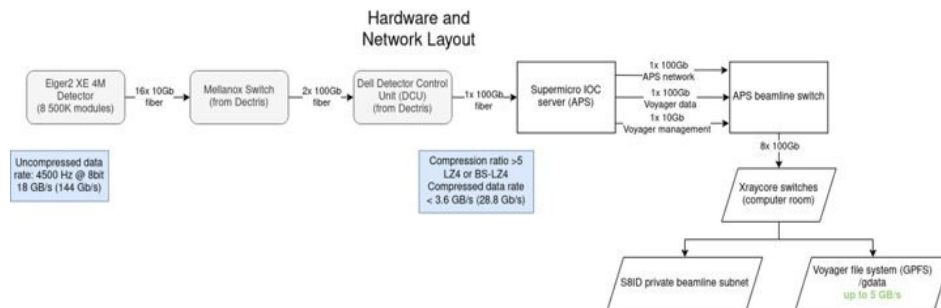 Hardware and
Network Layout
Eiger2 XE 4M
Detector
(8 500K modules)
16x 10Gb
fiber
Mellanox Switch
(from Dectris)
2x 100Gb
fiber
Dell Detector Control
Unit (DCU)
(from Dectris)
1x 100Gb
fiber
Supermicro IOC
server (APS)
1x 100Gb
APS network
1x 100Gb
Voyager data
1x 10Gb
Voyager management
APS beamline switch
8x 100Gb
Uncompressed data
rate: 4500 Hz @ 8bit
18 GB/s (144 Gb/s)
Compression ratio >5
LZ4 or BS-LZ4
Compressed data rate
< 3.6 GB/s (28.8 Gb/s)
Xraycore switches
(computer room)
S8ID private beamline subnet
Voyager file system (GPFS)
/gdata
up to 5 GB/s